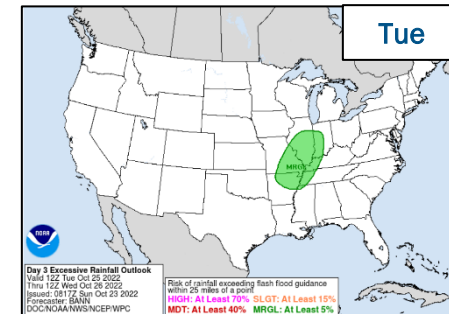 Tue
MRGL
NOAA
Day 3 Excessive Rainfall Outlook
Valid 12Z Tue Oct 25 2022
Thru 12Z Wed Oct 26 2022
Issued: 0817Z Sun Oct 23 2022
Forecaster: BANN
DOC/NOAA/NWS/NCEP/WPC
Risk of rainfall exceeding flash flood guidance
within 25 miles of a point
HIGH: At Least 70% SLGT: At Least 15%
MDT: At Least 40% MRGL: At Least 5%